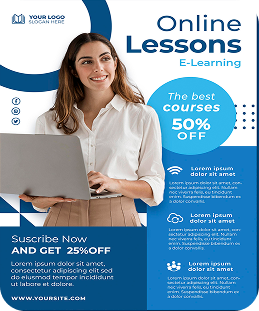 YOUR LOGO
SLOGAN HERE
Online
Lessons
E-Learning
The best
courses
50%
OFF
Lorem ipsum
dolor sit amet
Lorem ipsum
dolor sit amet
Lorem ipsum
dolor sit amet
Suscribe Now
AND GET 25%OFF
Lorem ipsum dolor sit amet,
consectetur adipiscing elit, sed do
eiusmod tempor incididunt ut
labore et dolore.
WWW.YOURSITE.COM